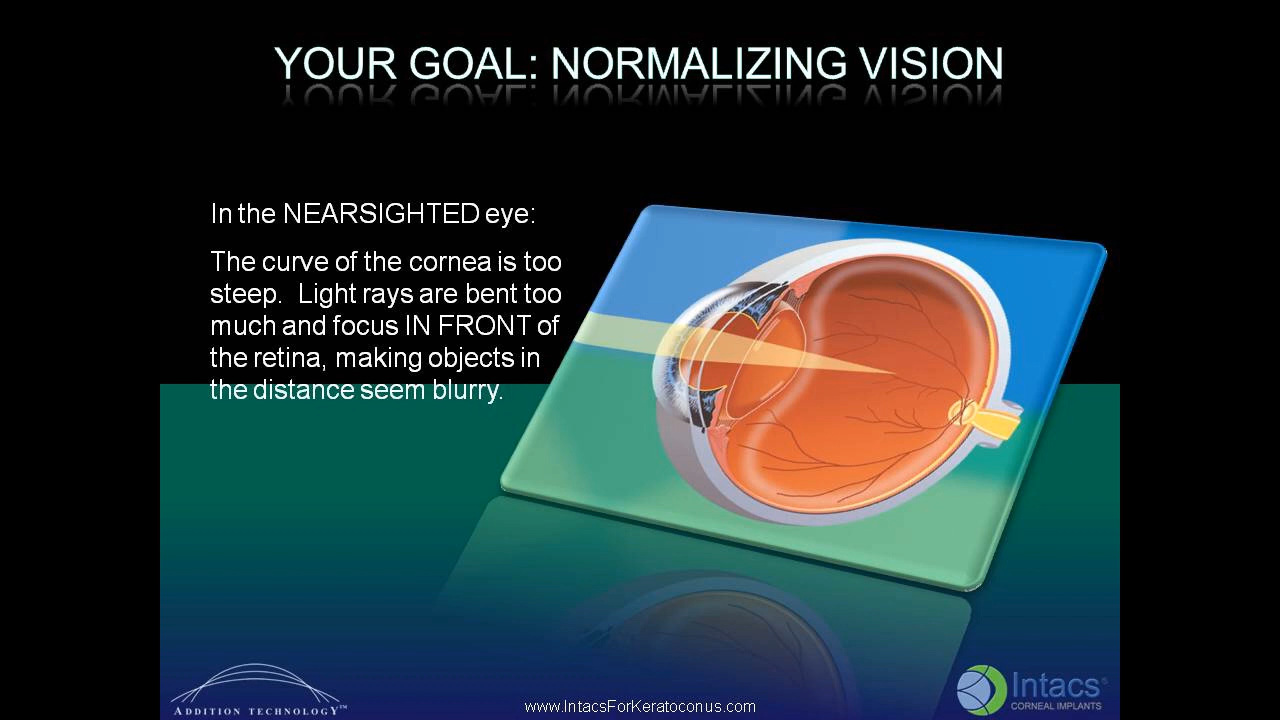 YOUR GOAL: NORMALIZING VISION
In the NEARSIGHTED eye:
The curve of the cornea is too
steep.  Light rays are bent too
much and focus IN FRONT of
the retina, making objects in
the distance seem blurry.
ADDITION TECHNOLOGY™
www.IntacsForKeratoconus.com
Intacs®
CORNEAL IMPLANTS